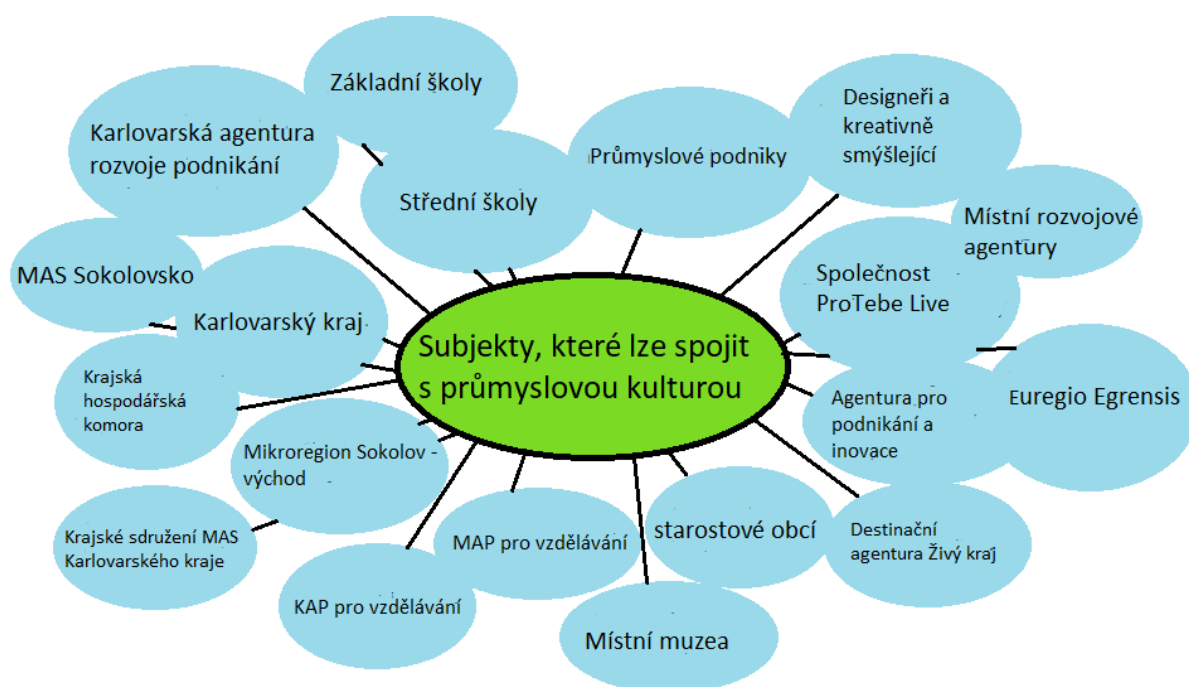 Základní školy
Designeři a
kreativně
smýšlející
Karlovarská agentura
rozvoje podnikání
Průmyslové podniky
Střední školy
Místní rozvojové
agentury
MAS Sokolovsko
Společnost
ProTebe Live
Karlovarský kraj
Subjekty, které lze spojit
s průmyslovou kulturou
Krajská
hospodářská
komora
Agentura pro
podnikání a
inovace
Euregio Egrensis
Mikroregion Sokolov -
východ
Krajské sdružení MAS
Karlovarského kraje
MAP pro vzdělávání
starostové obcí
Destinační
agentura Živý kraj
KAP pro vzdělávání
Místní muzea